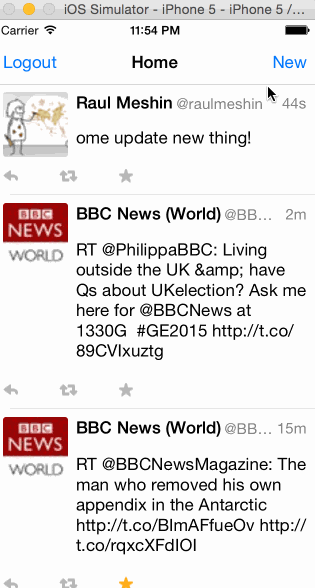 iOS Simulator - iPhone 5 - iPhone 5 /...
Carrier 11:54 PM
Logout Home New
Raul Meshin @raulmeshin 44s
ome update new thing!
BBC News (World) @BB... 2m
BBC
NEWS
WORLD
RT @PhilippaBBC: Living
outside the UK &amp; have
Qs about UKelection? Ask me
here for @BBCNews at
1330G #GE2015 http://t.co/
89CVIxuztg
BBC News (World) @BB... 15m
BBC
NEWS
WORLD
RT @BBCNewsMagazine: The
man who removed his own
appendix in the Antarctic
http://t.co/BImAFfueOv http://
t.co/rqxcXFdIOI